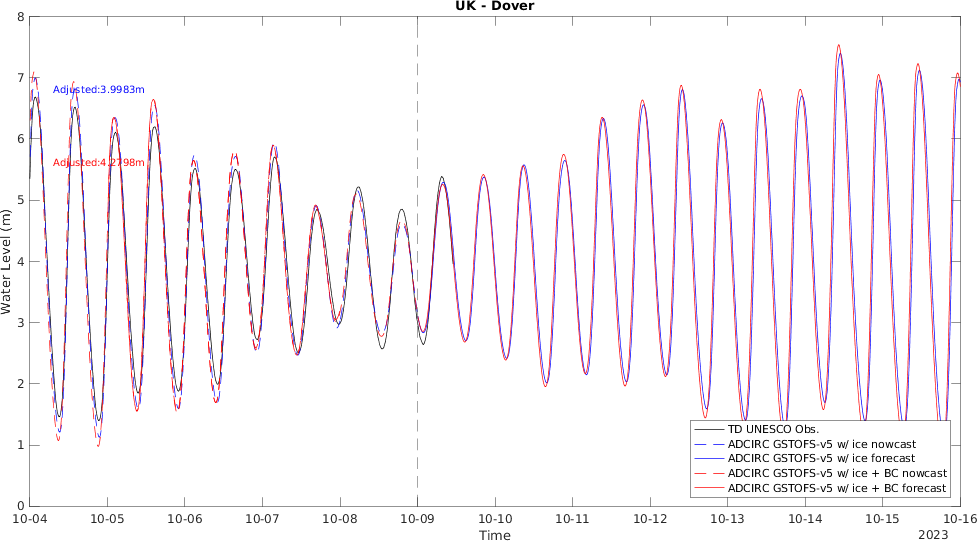 UK - Dover
8
7
6
5
4
3
2
1
0
Water Level (m)
Adjusted:3.9983m
Adjusted:4.2798m
TD UNESCO Obs.
ADCIRC GSTOFS-v5 w/ ice nowcast
ADCIRC GSTOFS-v5 w/ ice forecast
ADCIRC GSTOFS-v5 w/ ice + BC nowcast
ADCIRC GSTOFS-v5 w/ ice + BC forecast
10-04 10-05 10-06 10-07 10-08 10-09 10-10 10-11 10-12 10-13 10-14 10-15 10-16
Time
2023